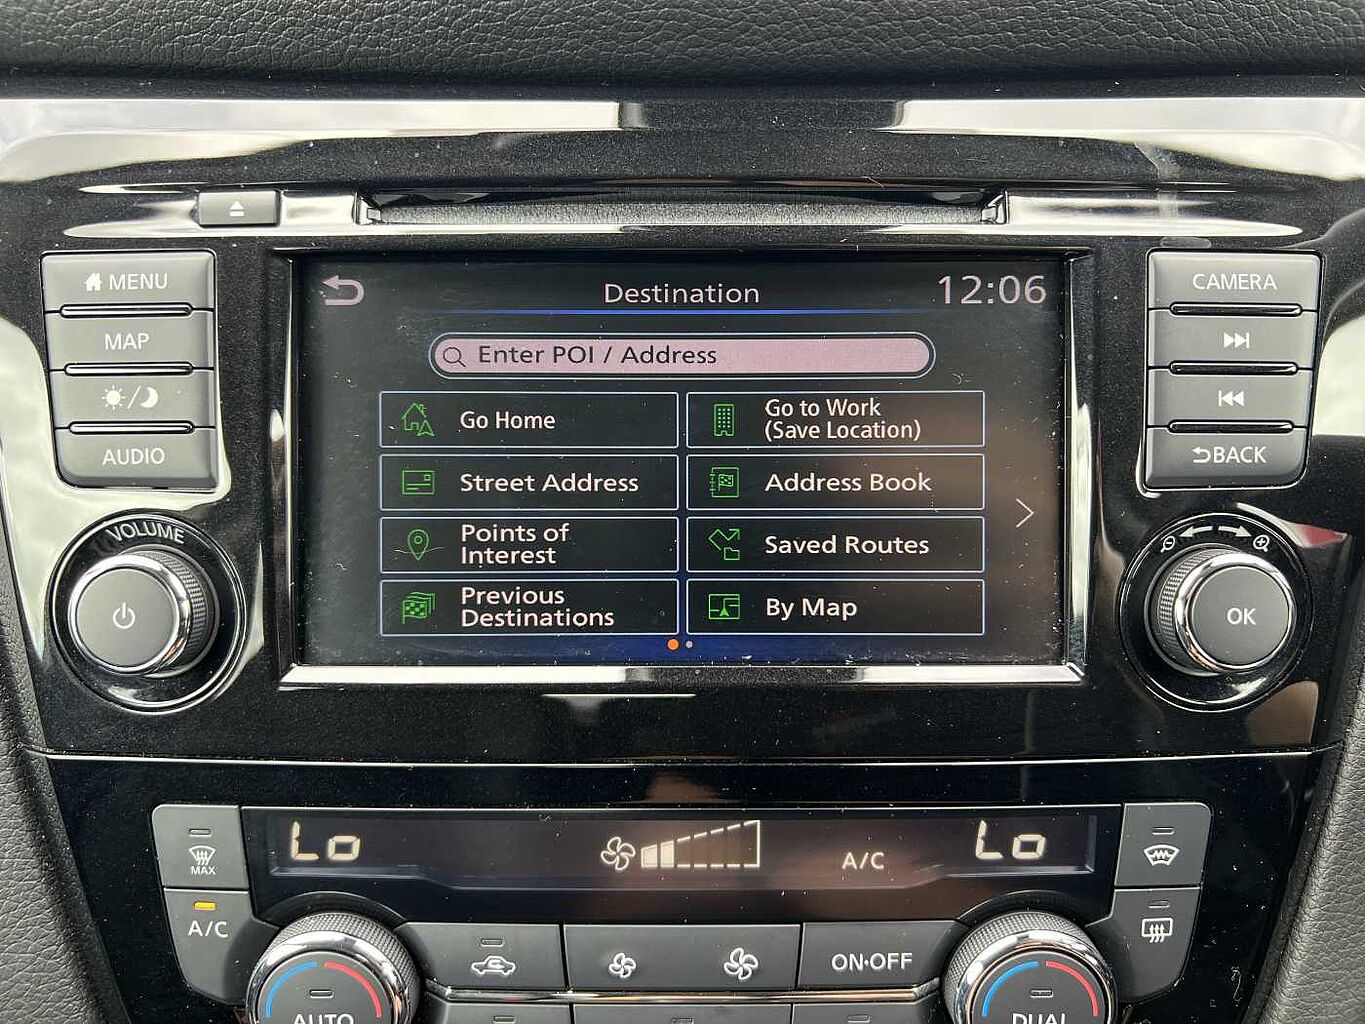 MENU
MAP
AUDIO
VOLUME
Destination
12:06
Enter POI / Address
Go Home
Go to Work
(Save Location)
Street Address
Address Book
Points of
Interest
Saved Routes
Previous
Destinations
By Map
CAMERA
BACK
OK
MAX
A/C
Lo
A/C
Lo
ON·OFF
AUTO
DUAL